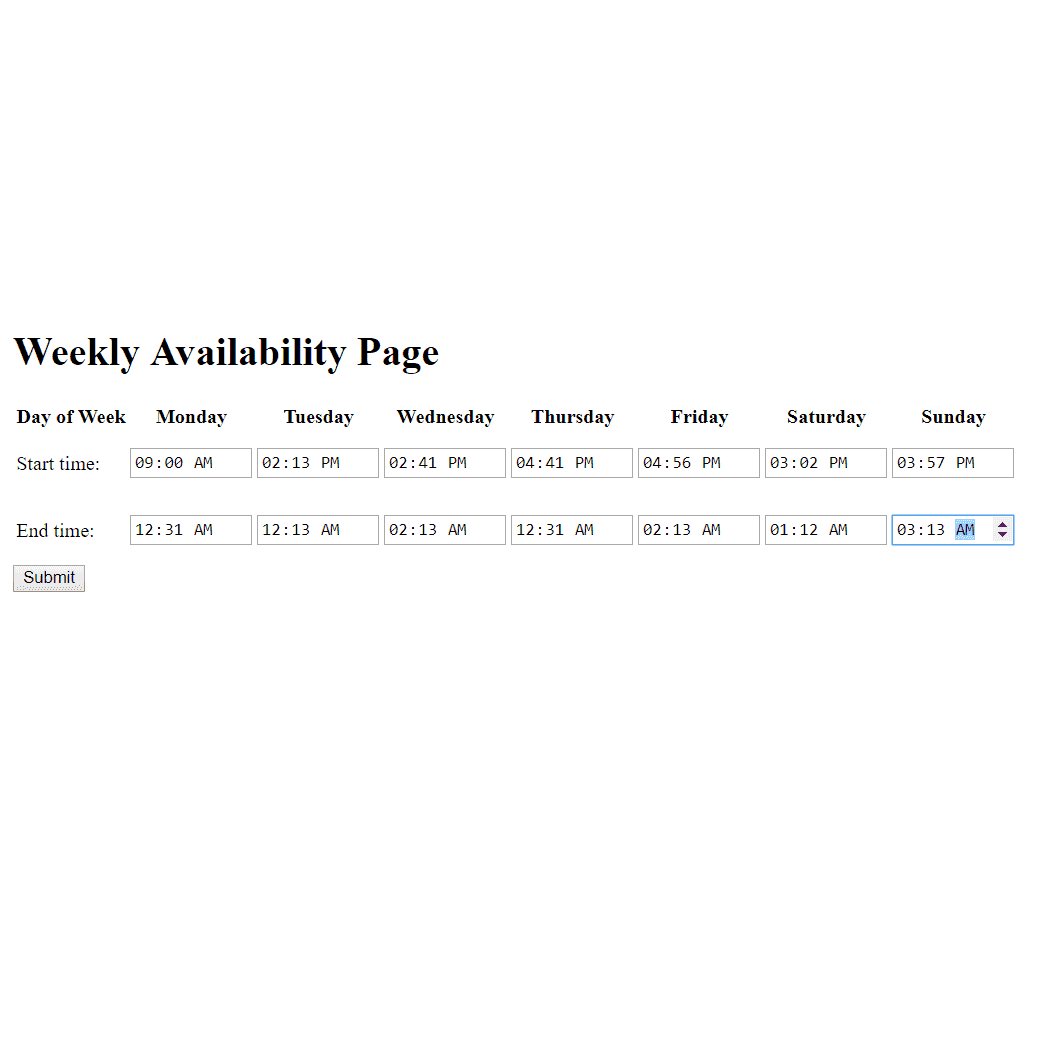 Weekly Availability Page
Day of Week Monday Tuesday Wednesday Thursday Friday Saturday Sunday
Start time: 09:00 AM 02:13 PM 02:41 PM 04:41 PM 04:56 PM 03:02 PM 03:57 PM
End time: 12:31 AM 12:13 AM 02:13 AM 12:31 AM 02:13 AM 01:12 AM 03:13 AM
Submit